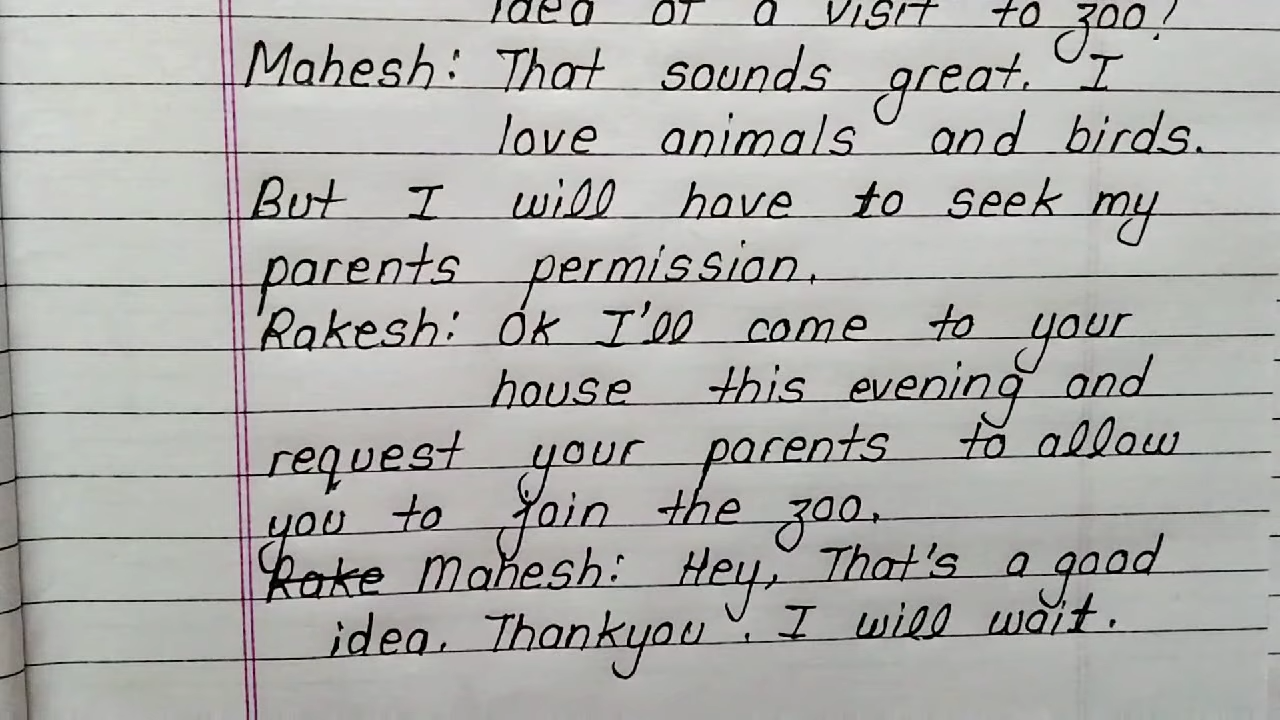 idea of a visit to zoo!
Mahesh: That sounds great. I
love animals and birds.
But I will have to seek my
parents permission.
Rakesh: Ok I'll come to your
house this evening and
request your parents to allow
you to join the zoo.
Rake Mahesh: Hey, That's a good
idea. Thankyou. I will wait.